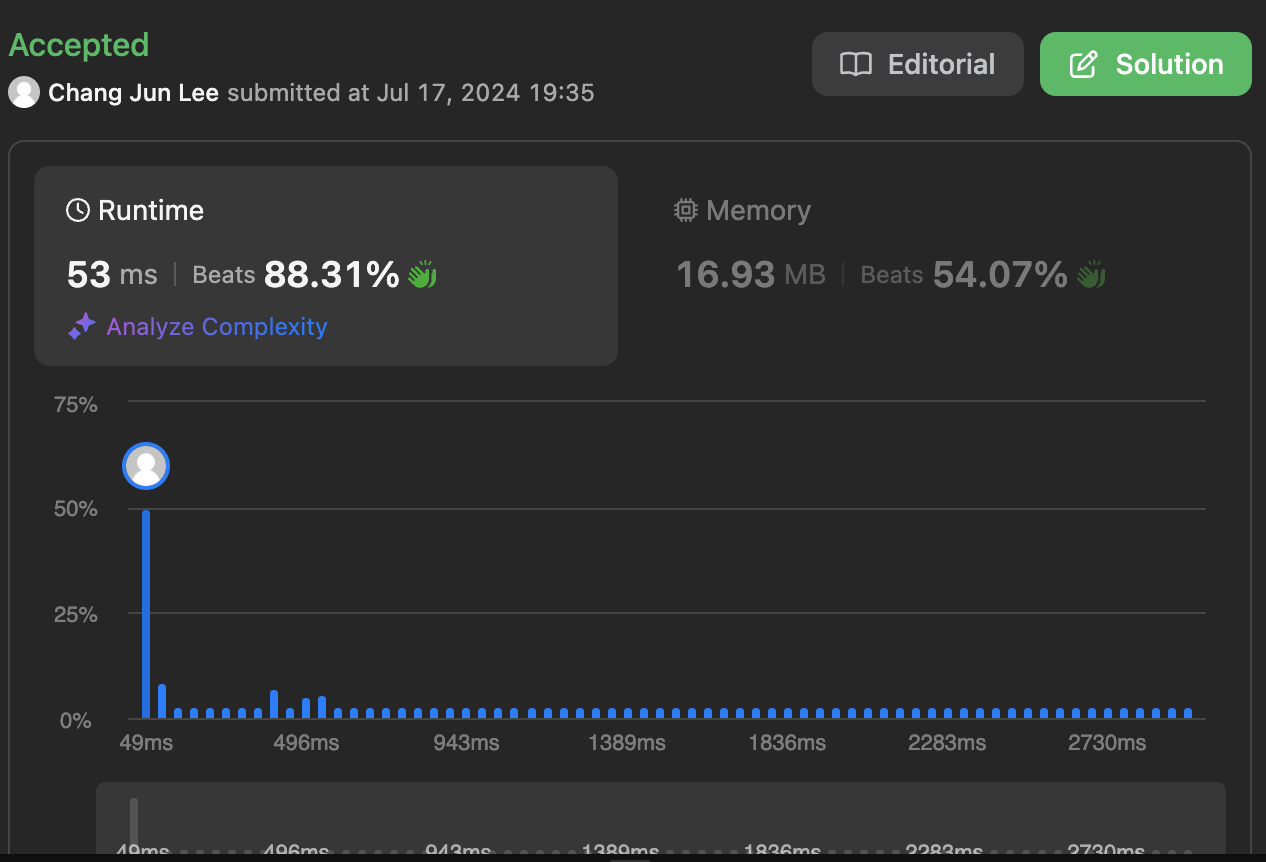 Accepted
Editorial
Solution
Chang Jun Lee submitted at Jul 17, 2024 19:35
Runtime
Memory
53 ms | Beats 88.31%
16.93 MB | Beats 54.07%
Analyze Complexity
75%
50%
25%
0%
49ms 496ms 943ms 1389ms 1836ms 2283ms 2730ms
49ms 496ms 943ms 1389ms 1836ms 2283ms 2730ms